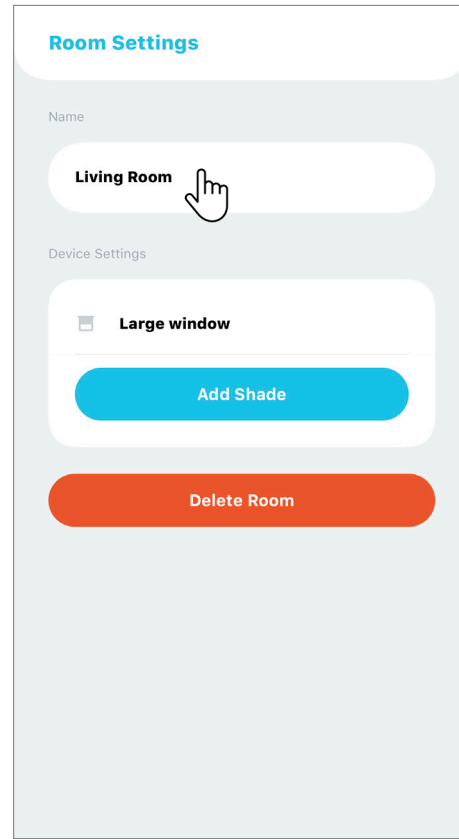 Room Settings
Name
Living Room
Device Settings
Large window
Add Shade
Delete Room